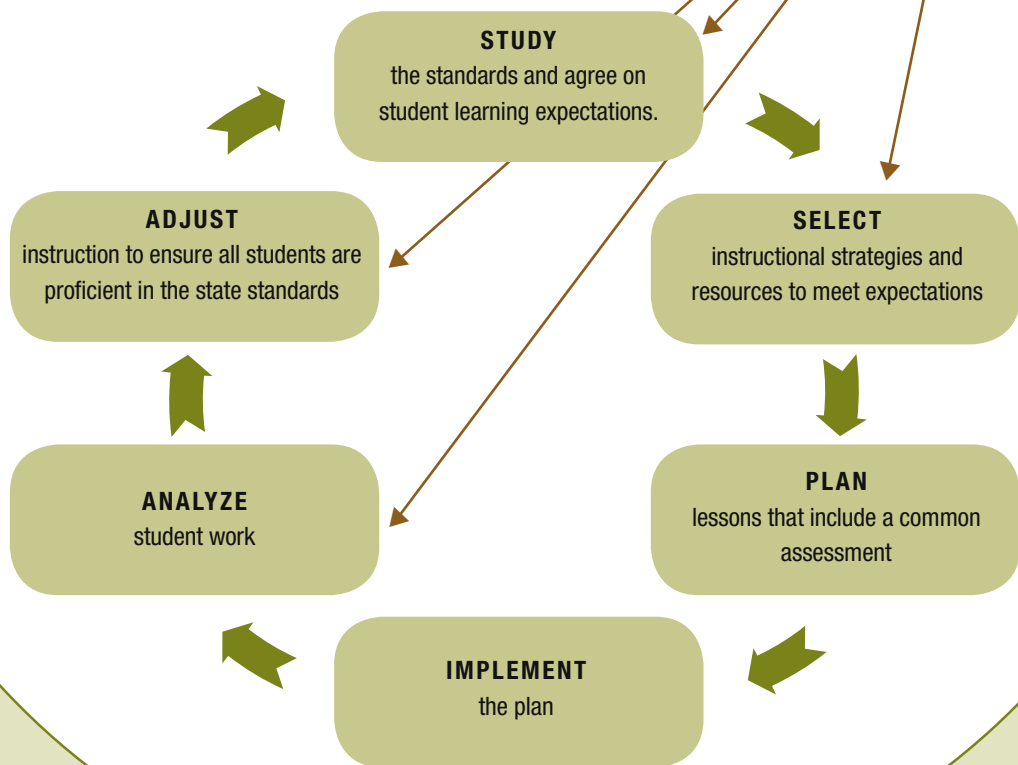 STUDY
the standards and agree on
student learning expectations.
SELECT
instructional strategies and
resources to meet expectations
PLAN
lessons that include a common
assessment
IMPLEMENT
the plan
ANALYZE
student work
ADJUST
instruction to ensure all students are
proficient in the state standards